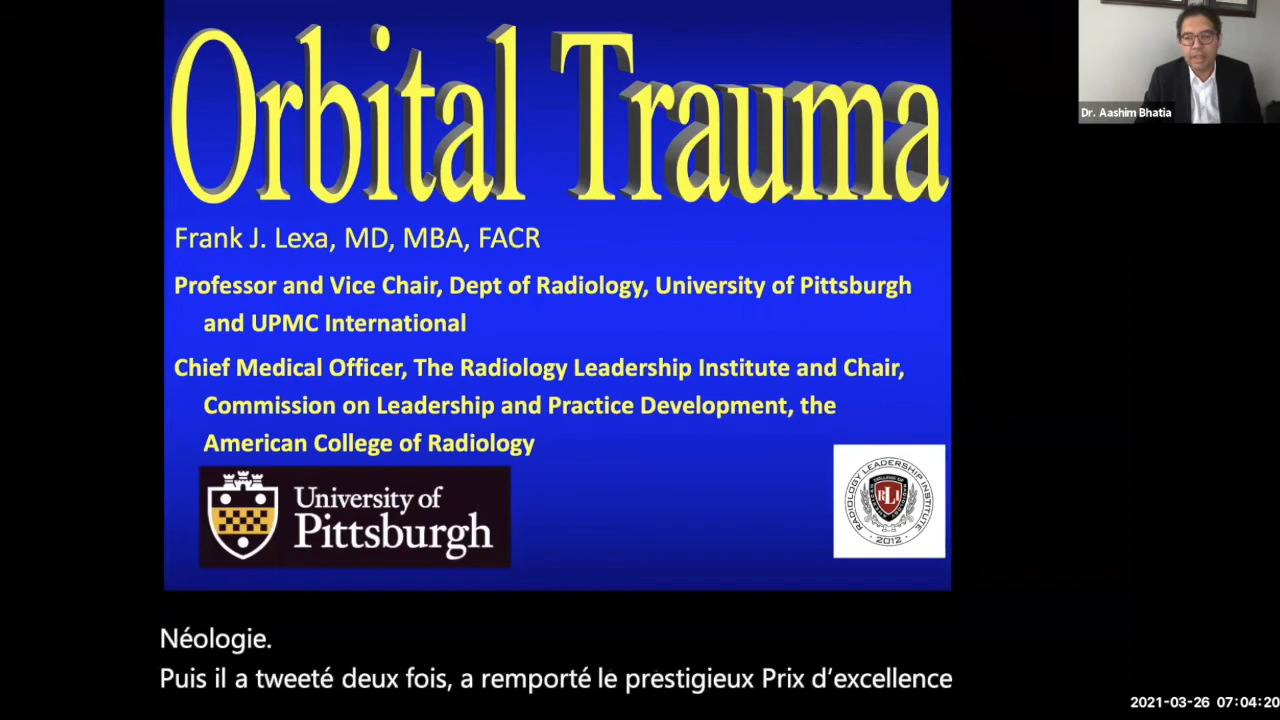 Orbital Trauma
Dr. Aashim Bhatia
Frank J. Lexa, MD, MBA, FACR
Professor and Vice Chair, Dept of Radiology, University of Pittsburgh
and UPMC International
Chief Medical Officer, The Radiology Leadership Institute and Chair,
Commission on Leadership and Practice Development, the
American College of Radiology
University of
Pittsburgh
RADIOLOGY LEADERSHIP INSTITUTE
RLI
2012
Néologie.
Puis il a tweeté deux fois, a remporté le prestigieux Prix d’excellence
2021-03-26 07:04:20